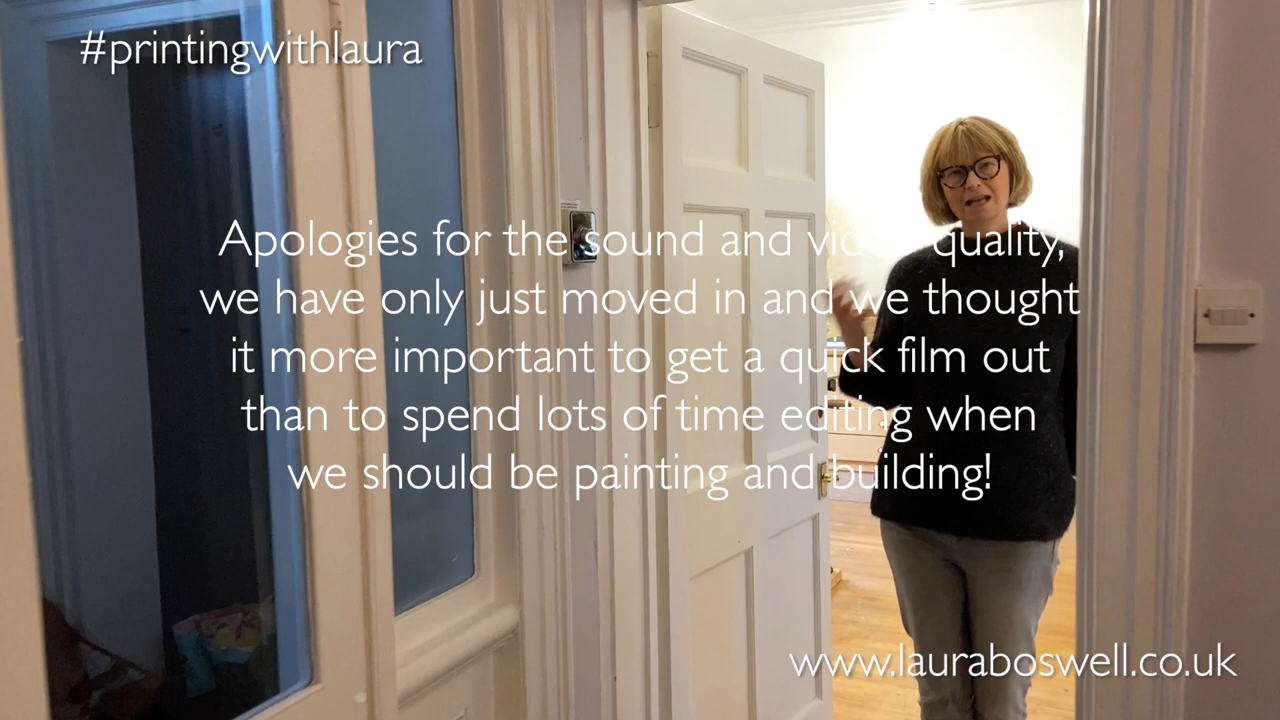 #printingwithlaura
Apologies for the sound and video quality,
we have only just moved in and we thought
it more important to get a quick film out
than to spend lots of time editing when
we should be painting and building!
www.lauraboswell.co.uk